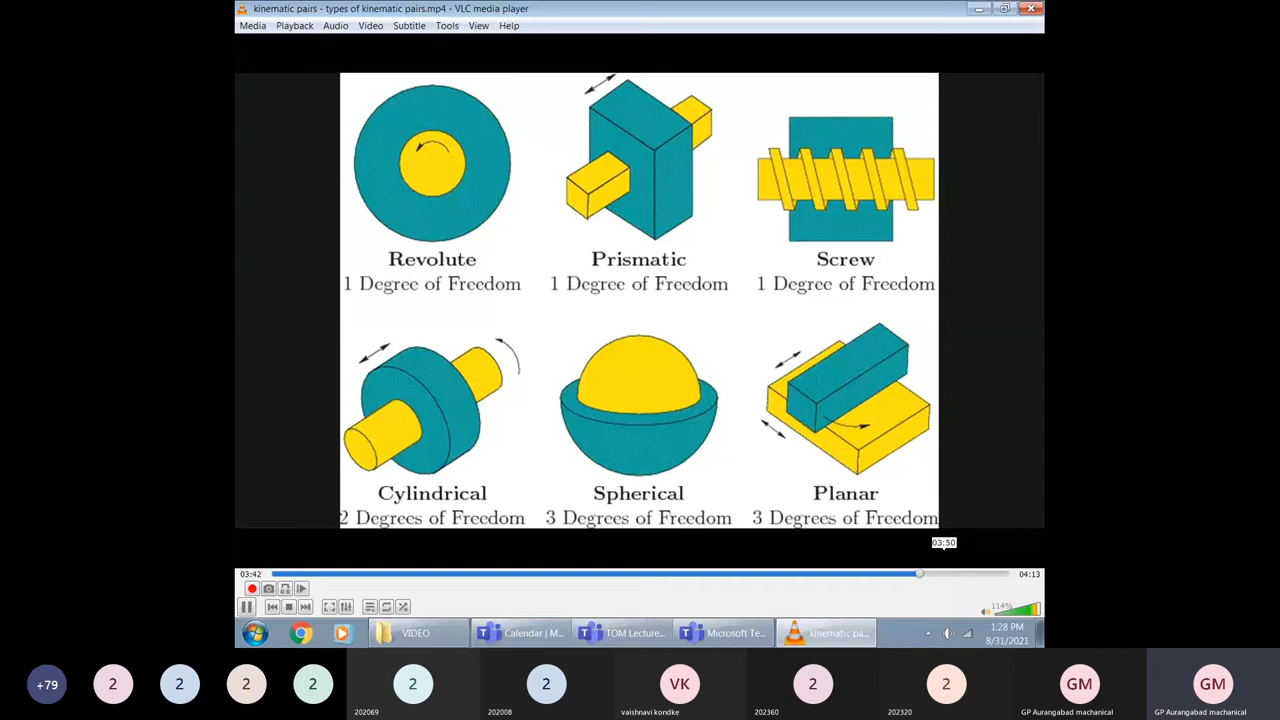 kinematic pairs - types of kinematic pairs.mp4 - VLC media player
Media Playback Audio Video Subtitle Tools View Help
Revolute
1 Degree of Freedom
Prismatic
1 Degree of Freedom
Screw
1 Degree of Freedom
Cylindrical
2 Degrees of Freedom
Spherical
3 Degrees of Freedom
Planar
3 Degrees of Freedom
03:50
03:42
04:13
114%
VIDEO
Calendar | M...
TOM Lecture...
Microsoft Te...
kinematic pa...
1:28 PM
8/31/2021
+79
2
2
2
2
2
202069
2
202008
VK
vaishnavi kondke
2
202360
2
202320
GM
GP Aurangabad machanical
GM
GP Aurangabad machanical